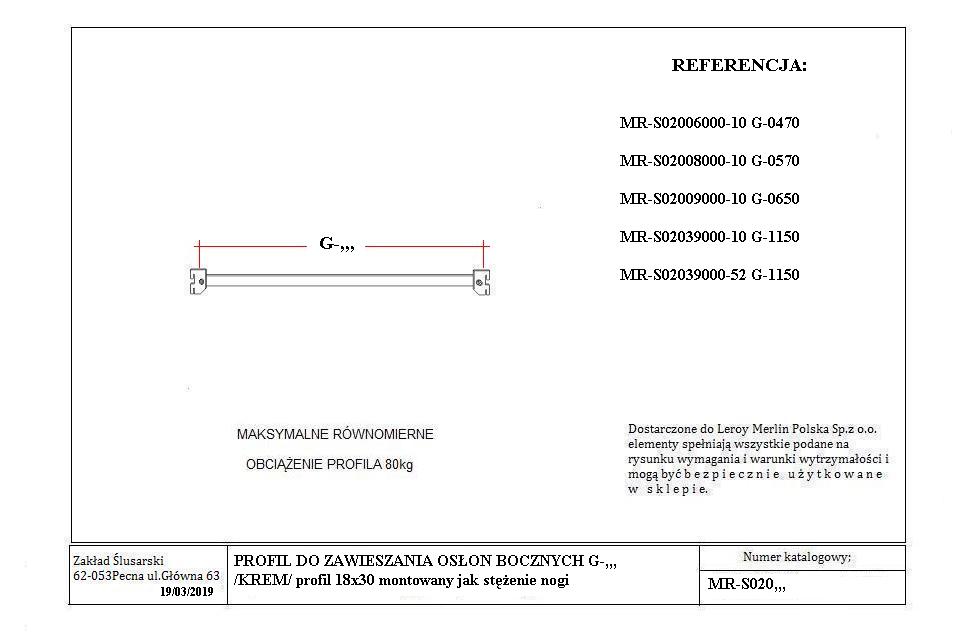 REFERENCJA:
MR-S02006000-10 G-0470
MR-S02008000-10 G-0570
MR-S02009000-10 G-0650
MR-S02039000-10 G-1150
MR-S02039000-52 G-1150
G-,,,
MAKSYMALNE RÓWNOMIERNE
OBCIĄŻENIE PROFILA 80kg
Dostarczone do Leroy Merlin Polska Sp.z o.o.
elementy spełniają wszystkie podane na
rysunku wymagania i warunki wytrzymałości i
mogą być b e z p i e c z n i e u ż y t k o w a n e
w s k l e p i e.
Zakład Ślusarski
62-053Pecna ul.Główna 63
19/03/2019
PROFIL DO ZAWIESZANIA OSŁON BOCZNYCH G-,,,
/KREM/ profil 18x30 montowany jak stężenie nogi
Numer katalogowy;
MR-S020,,,